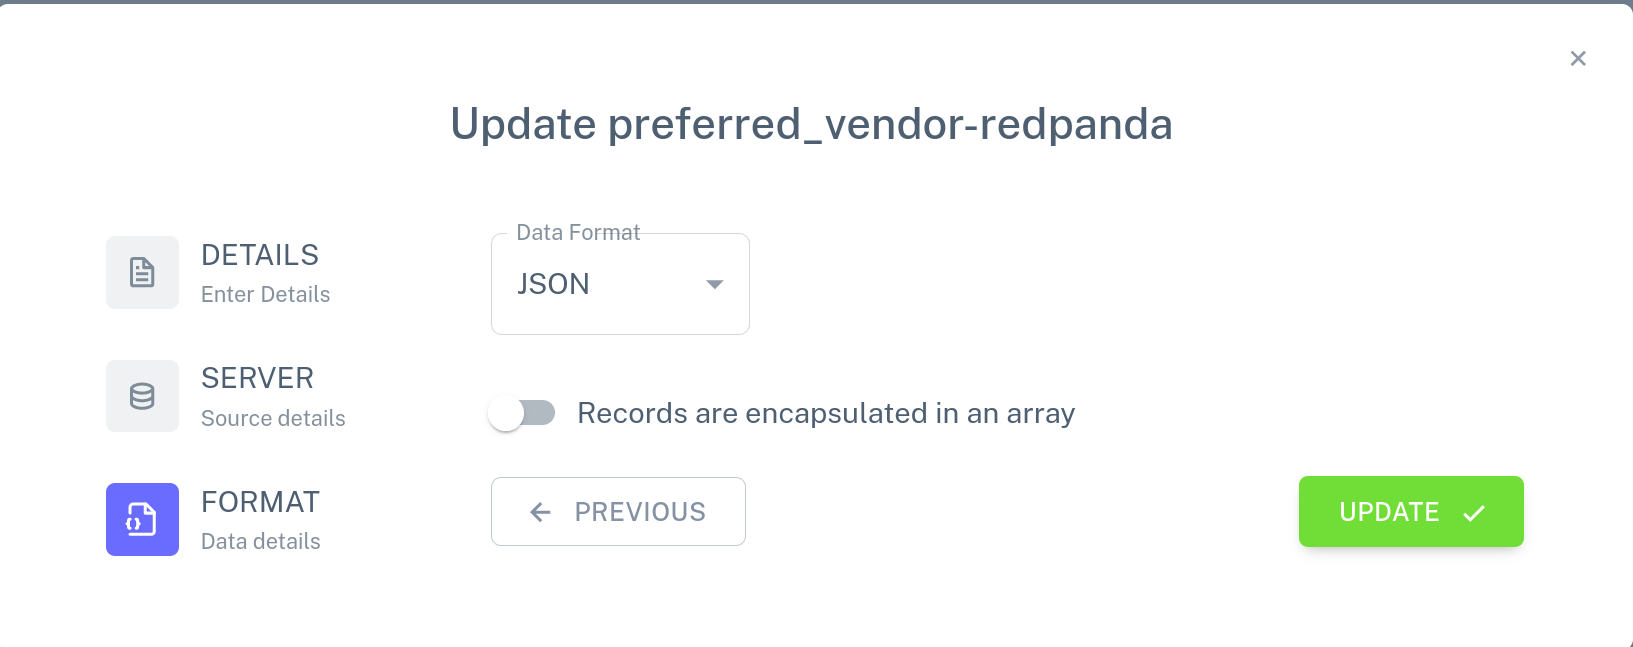 Update preferred_vendor-redpanda
DETAILS
Enter Details
SERVER
Source details
FORMAT
Data details
Data Format
JSON
Records are encapsulated in an array
PREVIOUS
UPDATE